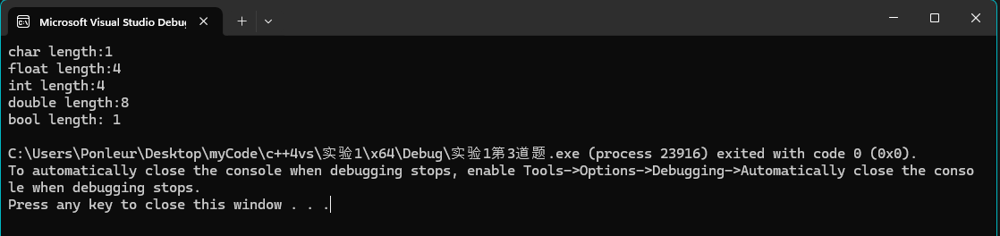 Microsoft Visual Studio Debug
char length:1
float length:4
int length:4
double length:8
bool length: 1
C:\Users\Ponleur\Desktop\myCode\c++4vs\实验1\x64\Debug\实验1第3道题.exe (process 23916) exited with code 0 (0x0).
To automatically close the console when debugging stops, enable Tools->Options->Debugging->Automatically close the conso
le when debugging stops.
Press any key to close this window . . .